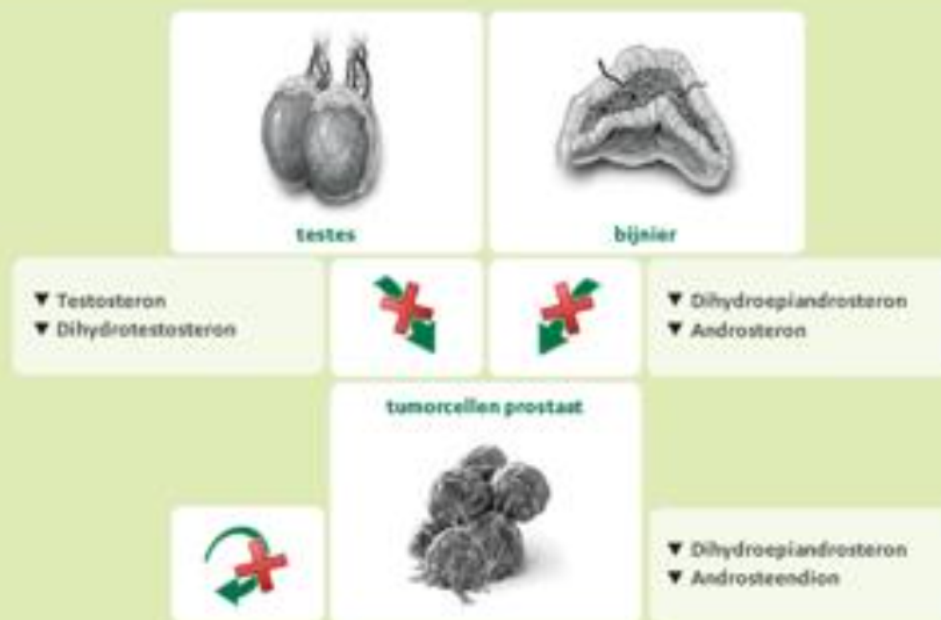 testes
bijnier
▼ Testosteron
▼ Dihydrotestosteron
▼ Dihydroepiandrosteron
▼ Androsteron
tumorcellen prostaat
▼ Dihydroepiandrosteron
▼ Androsteendion